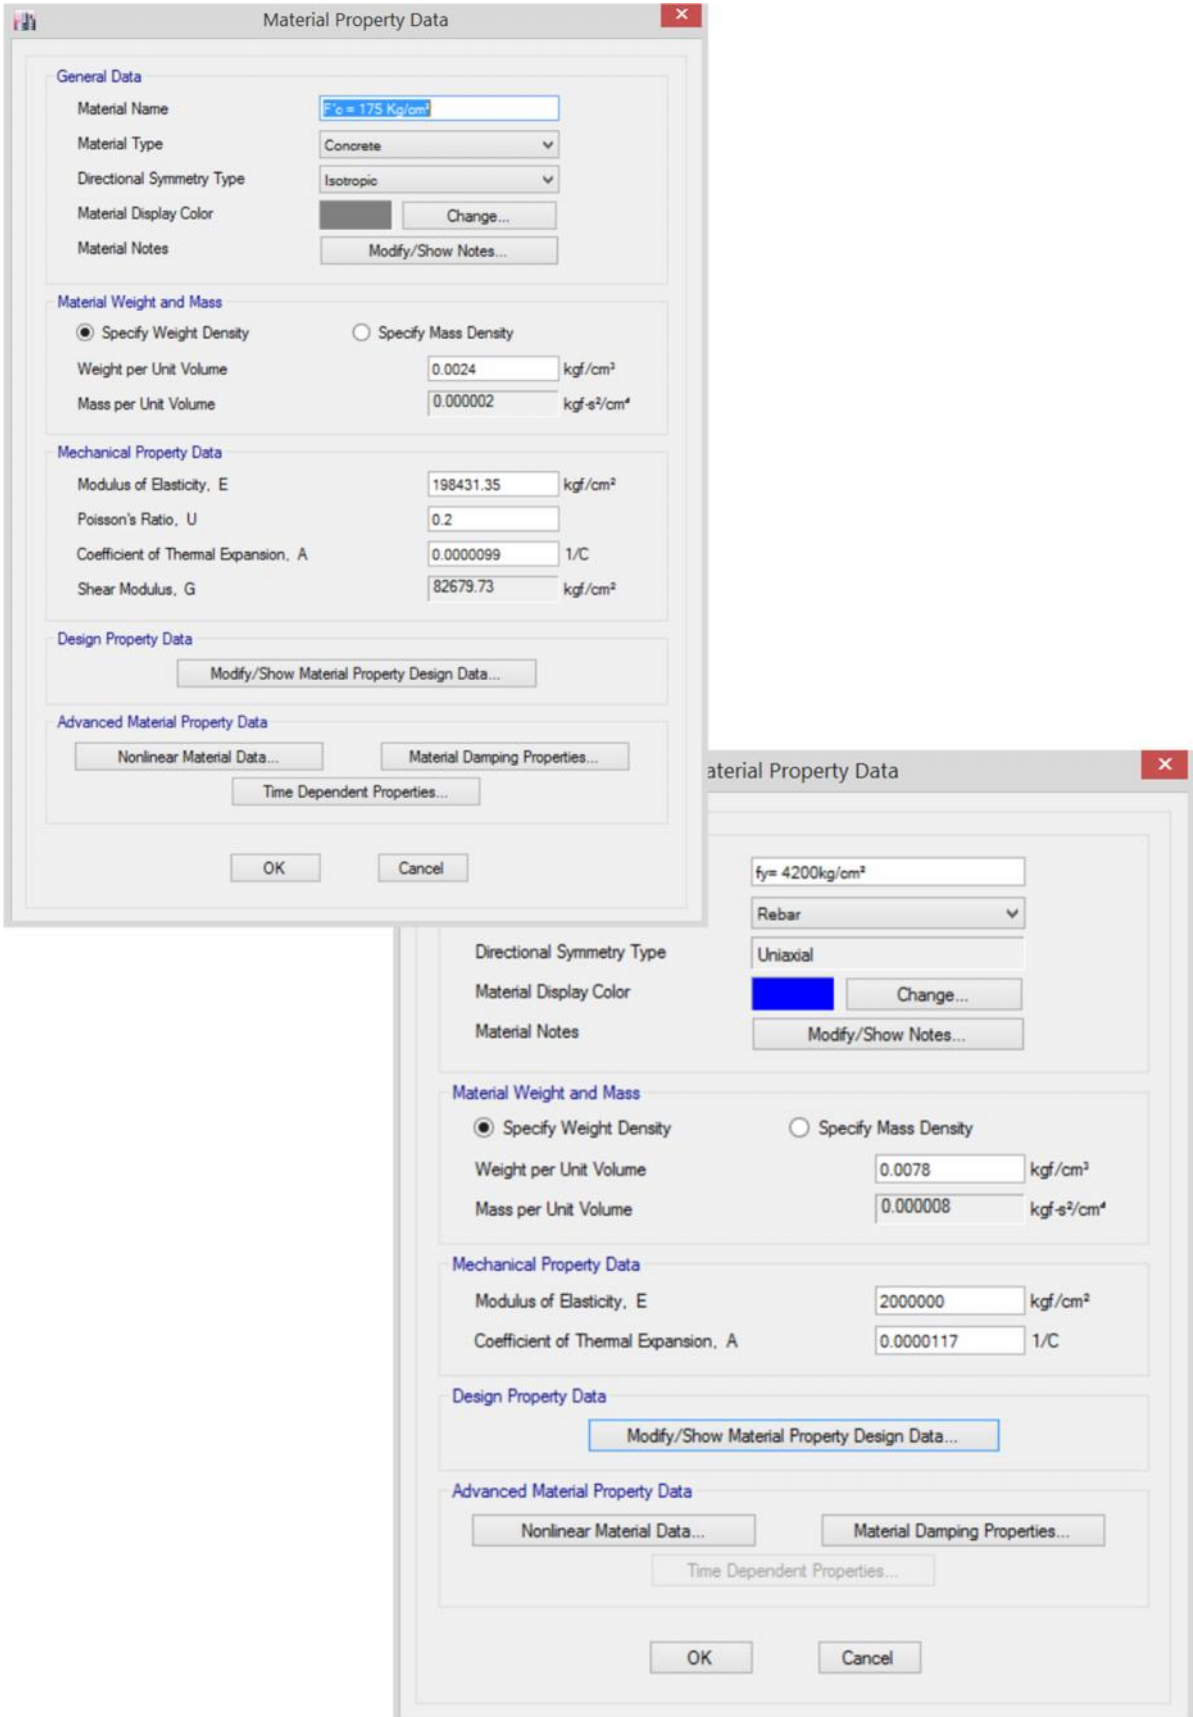 Material Property Data
General Data
Material Name F´c = 175 Kg/cm²
Material Type Concrete
Directional Symmetry Type Isotropic
Material Display Color Change...
Material Notes Modify/Show Notes...
Material Weight and Mass
Specify Weight Density Specify Mass Density
Weight per Unit Volume 0.0024 kgf/cm³
Mass per Unit Volume 0.000002 kgf-s²/cm⁴
Mechanical Property Data
Modulus of Elasticity, E 198431.35 kgf/cm²
Poisson's Ratio, U 0.2
Coefficient of Thermal Expansion, A 0.0000099 1/C
Shear Modulus, G 82679.73 kgf/cm²
Design Property Data
Modify/Show Material Property Design Data...
Advanced Material Property Data
Nonlinear Material Data... Material Damping Properties...
Time Dependent Properties...
OK Cancel
aterial Property Data
fy= 4200kg/cm²
Rebar
Directional Symmetry Type Uniaxial
Material Display Color Change...
Material Notes Modify/Show Notes...
Material Weight and Mass
Specify Weight Density Specify Mass Density
Weight per Unit Volume 0.0078 kgf/cm³
Mass per Unit Volume 0.000008 kgf-s²/cm⁴
Mechanical Property Data
Modulus of Elasticity, E 2000000 kgf/cm²
Coefficient of Thermal Expansion, A 0.0000117 1/C
Design Property Data
Modify/Show Material Property Design Data...
Advanced Material Property Data
Nonlinear Material Data... Material Damping Properties...
Time Dependent Properties...
OK Cancel